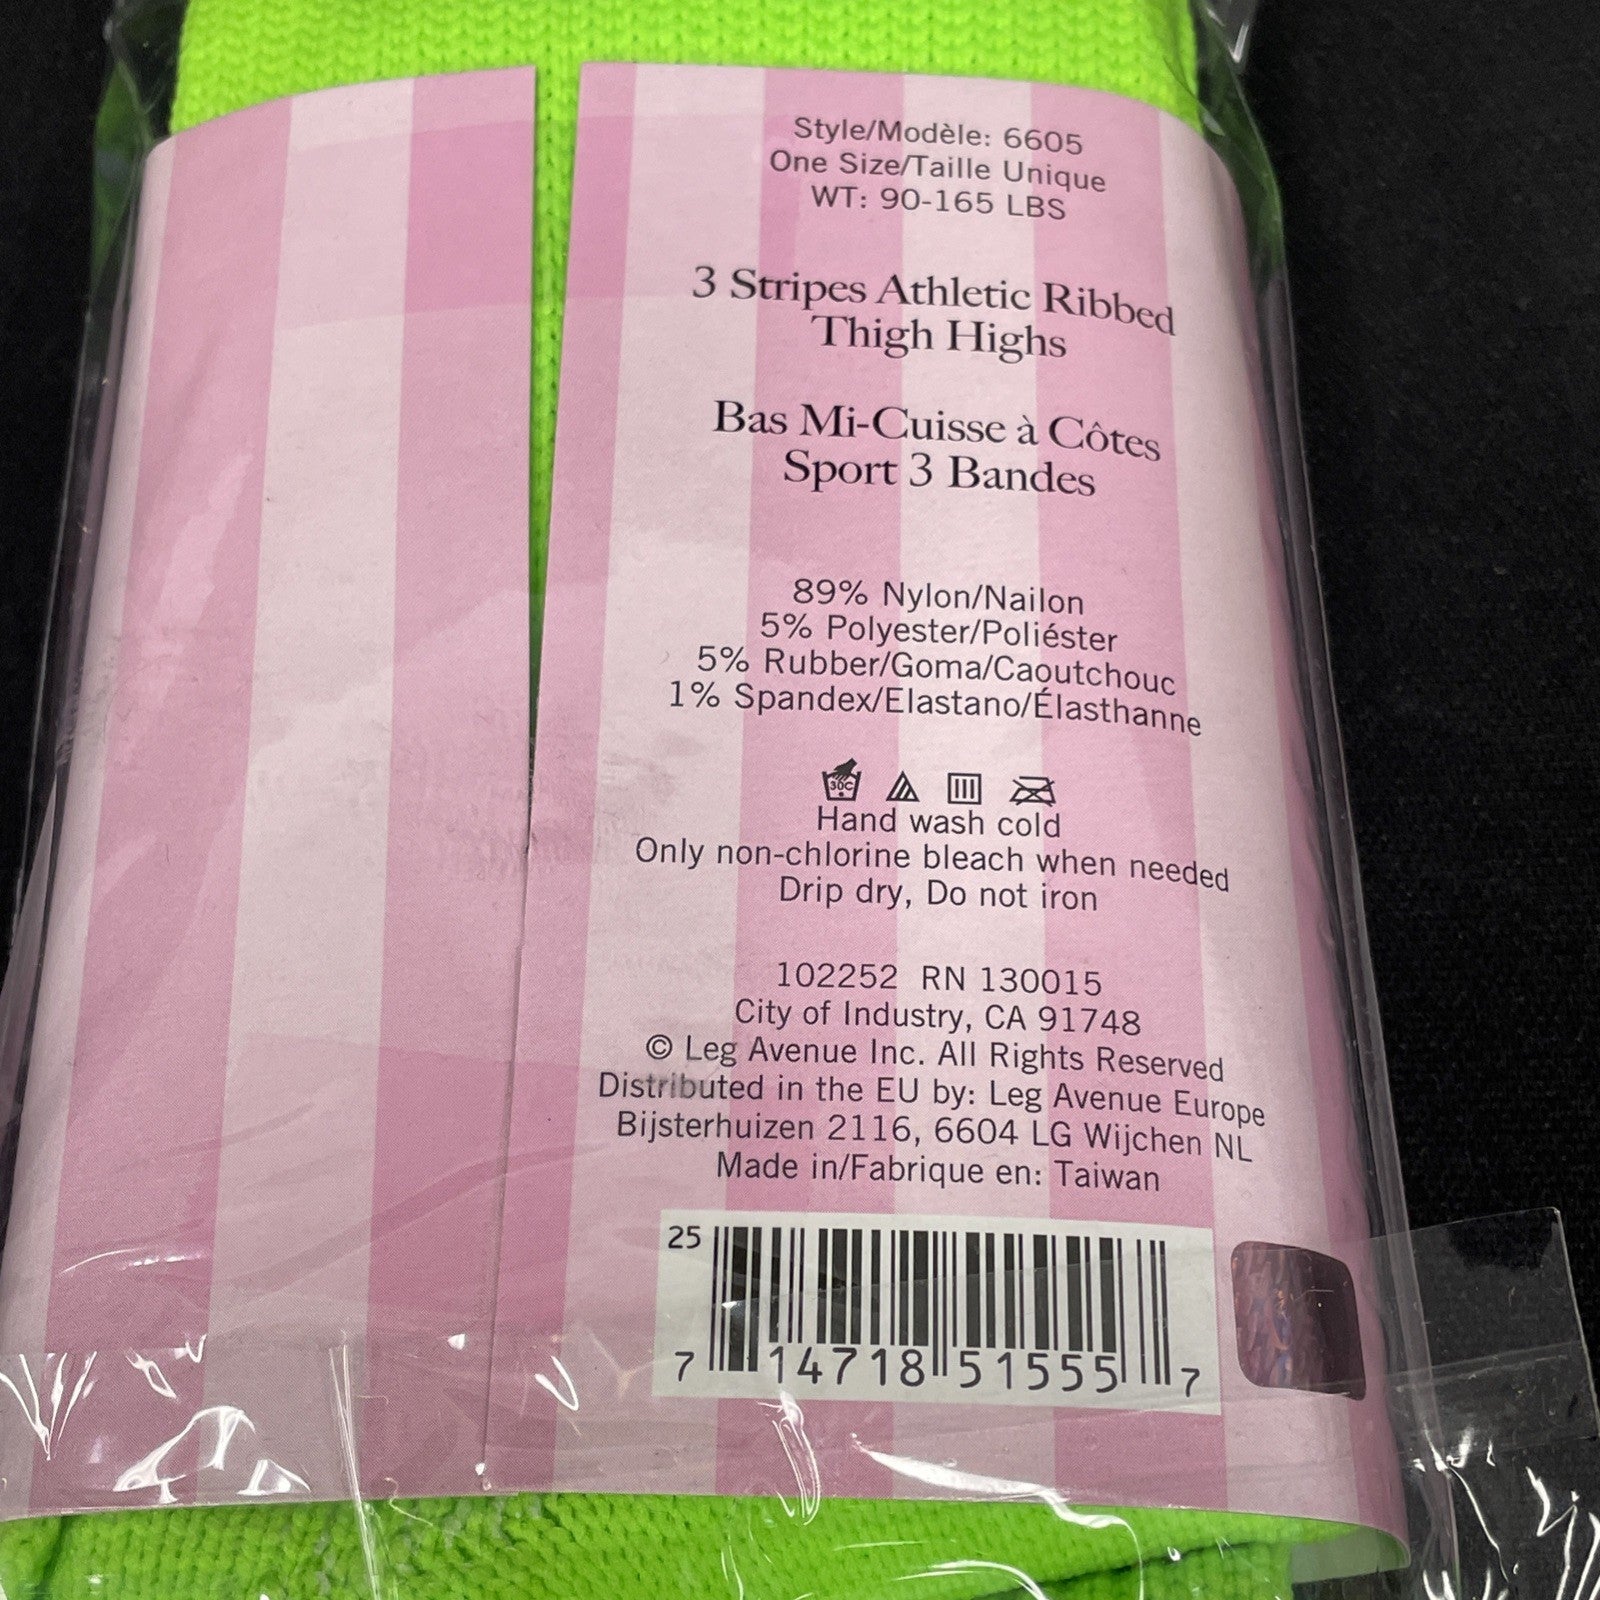 Style/Modèle: 6605
One Size/Taille Unique
WT: 90-165 LBS
3 Stripes Athletic Ribbed
Thigh Highs
Bas Mi-Cuisse à Côtes
Sport 3 Bandes
89% Nylon/Nailon
5% Polyester/Poliéster
5% Rubber/Goma/Caoutchouc
1% Spandex/Elastano/Élasthanne
30C
Hand wash cold
Only non-chlorine bleach when needed
Drip dry, Do not iron
102252 RN 130015
City of Industry, CA 91748
© Leg Avenue Inc. All Rights Reserved
Distributed in the EU by: Leg Avenue Europe
Bijsterhuizen 2116, 6604 LG Wijchen NL
Made in/Fabrique en: Taiwan
25
7 14718 51555 7